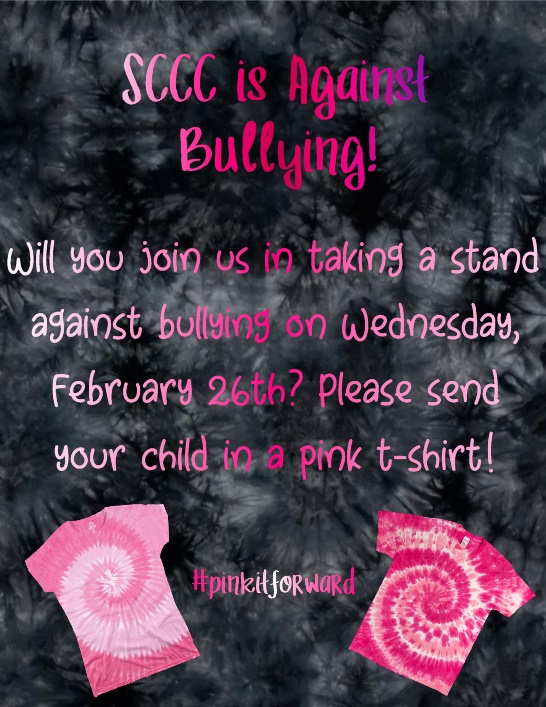 SCCC is Against
Bullying!
Will you join us in taking a stand
against bullying on Wednesday,
February 26th? Please send
your child in a pink t-shirt!
#pinkitforward